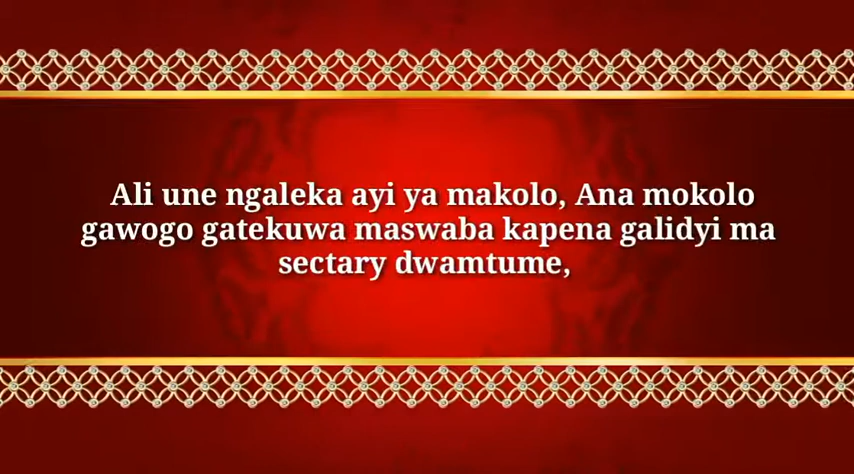 Ali une ngaleka ayi ya makolo, Ana mokolo
gawogo gatekuwa maswaba kapena galidyi ma
sectary dwamtume,